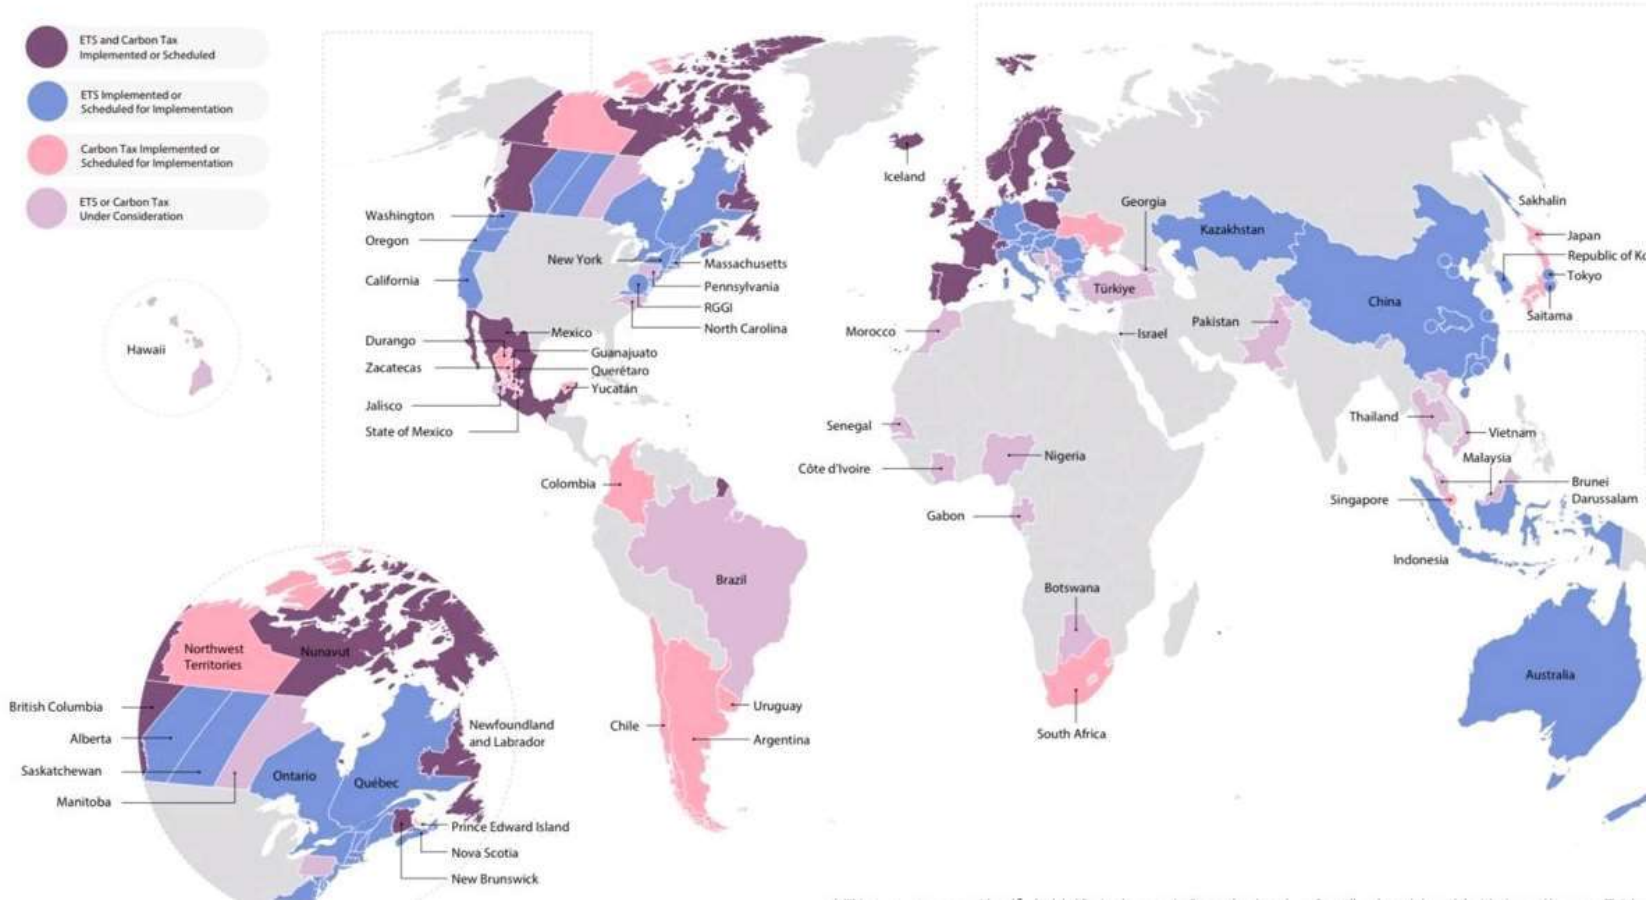 ETS and Carbon Tax
Implemented or Scheduled
ETS Implemented or
Scheduled for Implementation
Carbon Tax Implemented or
Scheduled for Implementation
ETS or Carbon Tax
Under Consideration
Hawaii
Washington
Oregon
California
New York
Massachusetts
Pennsylvania
RGGI
North Carolina
Durango
Zacatecas
Jalisco
State of Mexico
Mexico
Guanajuato
Querétaro
Yucatán
Colombia
Brazil
Chile
Uruguay
Argentina
Iceland
Georgia
Türkiye
Morocco
Israel
Senegal
Côte d'Ivoire
Nigeria
Gabon
Botswana
South Africa
Kazakhstan
China
Pakistan
Sakhalin
Japan
Republic of Ko
Tokyo
Saitama
Thailand
Vietnam
Malaysia
Singapore
Brunei
Darussalam
Indonesia
Australia
Northwest
Territories
Nunavut
British Columbia
Alberta
Saskatchewan
Manitoba
Ontario
Québec
Newfoundland
and Labrador
Prince Edward Island
Nova Scotia
New Brunswick